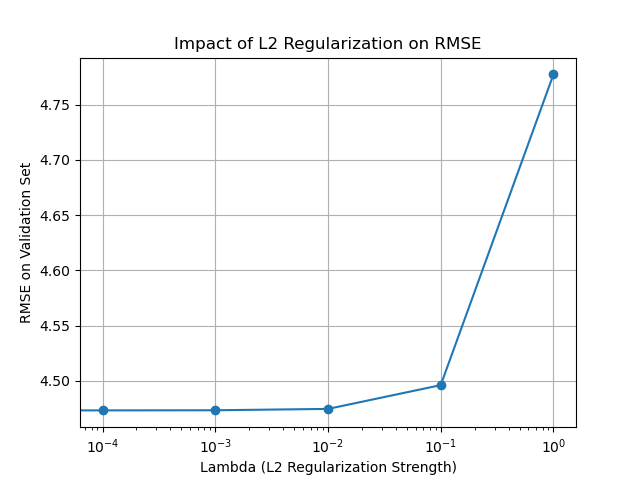 Impact of L2 Regularization on RMSE
RMSE on Validation Set
4.75
4.70
4.65
4.60
4.55
4.50
10⁻⁴ 10⁻³ 10⁻² 10⁻¹ 10⁰
Lambda (L2 Regularization Strength)